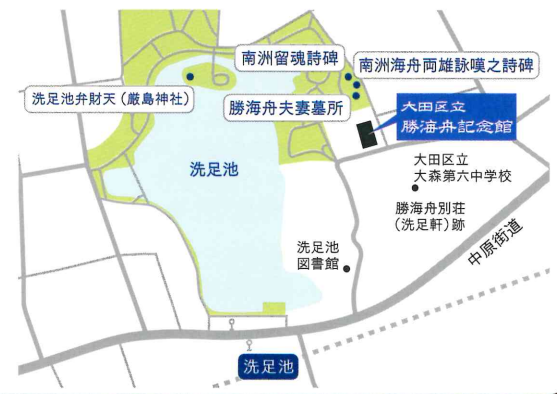 南洲留魂詩碑
南洲海舟両雄詠嘆之詩碑
洗足池弁財天（厳島神社）
勝海舟夫妻墓所
大田区立
勝海舟記念館
洗足池
大田区立
大森第六中学校
勝海舟別荘
（洗足軒）跡
中原街道
洗足池
図書館
洗足池